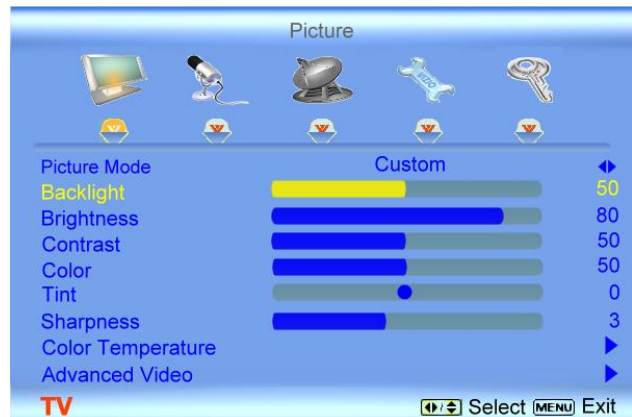 Picture
VIZIO
Picture Mode Custom
Backlight 50
Brightness 80
Contrast 50
Color 50
Tint 0
Sharpness 3
Color Temperature
Advanced Video
TV Select MENU Exit